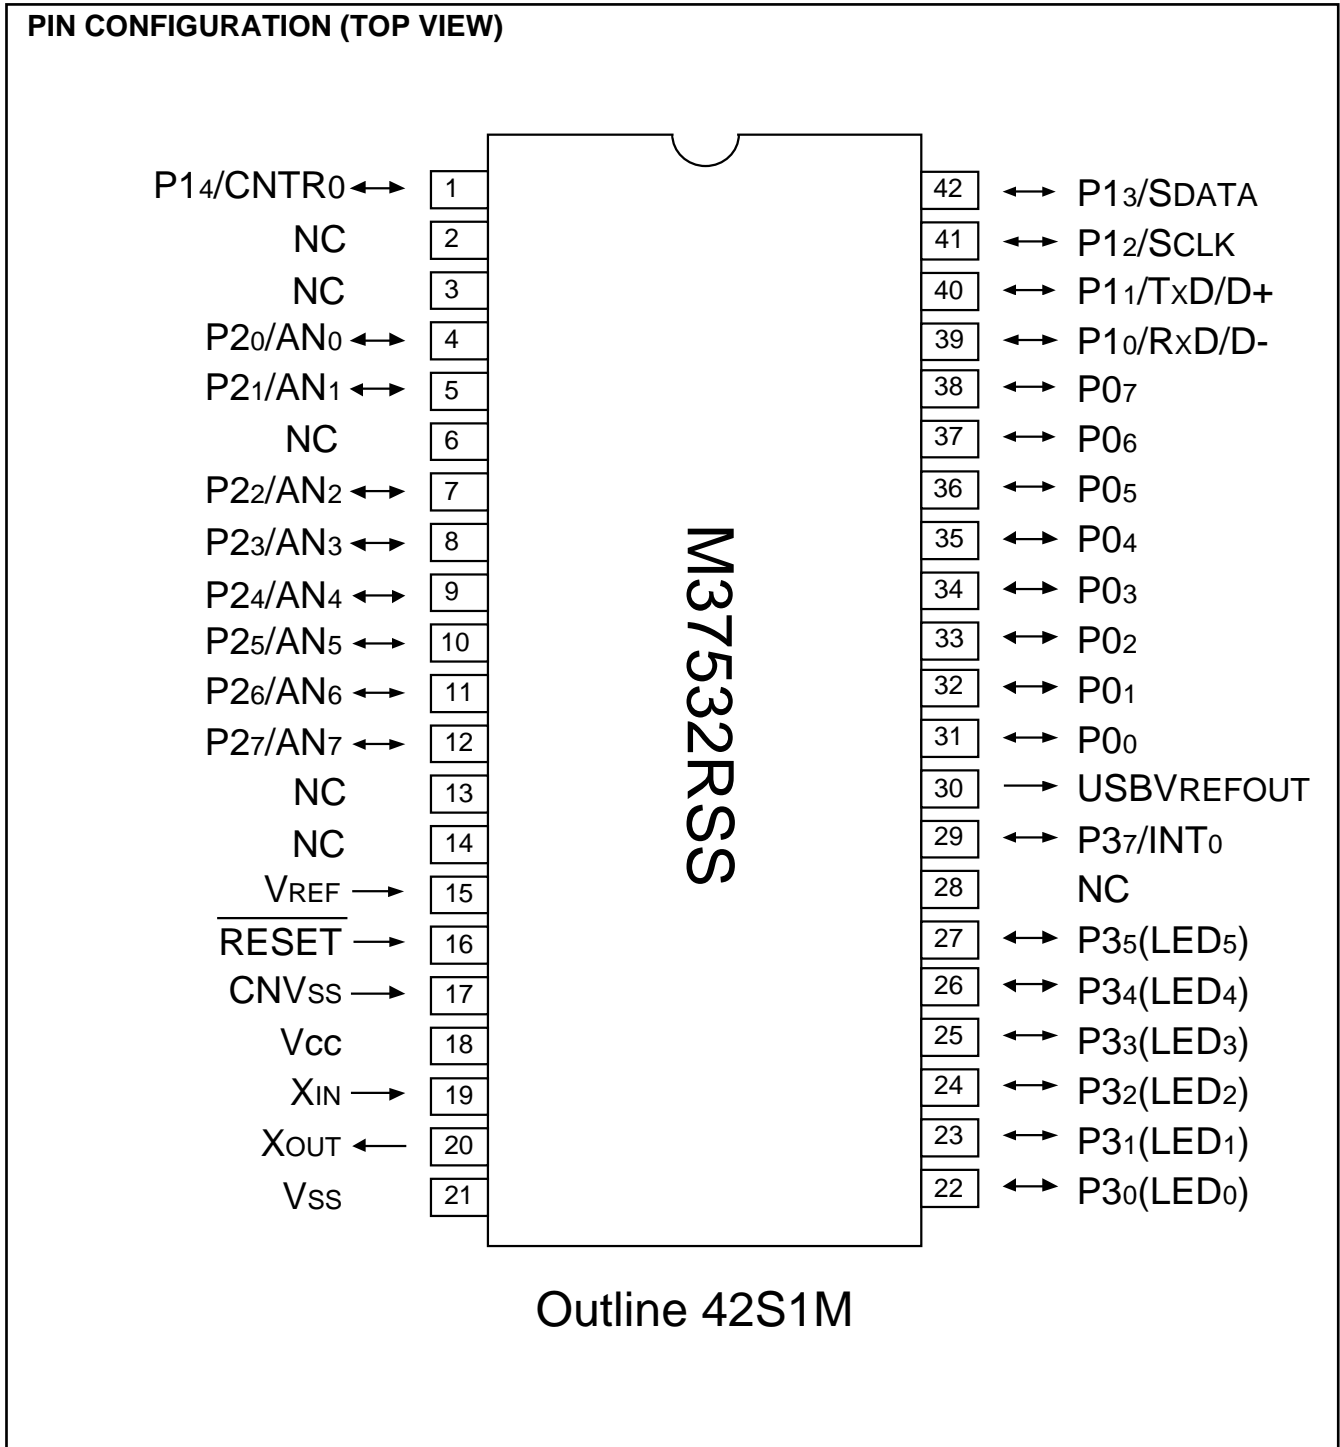 PIN CONFIGURATION (TOP VIEW)
P14/CNTR0 1 42 P13/SDATA
NC 2 41 P12/SCLK
NC 3 40 P11/TXD/D+
P20/AN0 4 39 P10/RXD/D-
P21/AN1 5 38 P07
NC 6 37 P06
P22/AN2 7 36 P05
P23/AN3 8 35 P04
P24/AN4 9 34 P03
P25/AN5 10 33 P02
P26/AN6 11 32 P01
P27/AN7 12 31 P00
NC 13 30 USBVREFOUT
NC 14 29 P37/INT0
VREF 15 28 NC
RESET 16 27 P35(LED5)
CNVSS 17 26 P34(LED4)
Vcc 18 25 P33(LED3)
XIN 19 24 P32(LED2)
XOUT 20 23 P31(LED1)
VSS 21 22 P30(LED0)
M37532RSS
Outline 42S1M